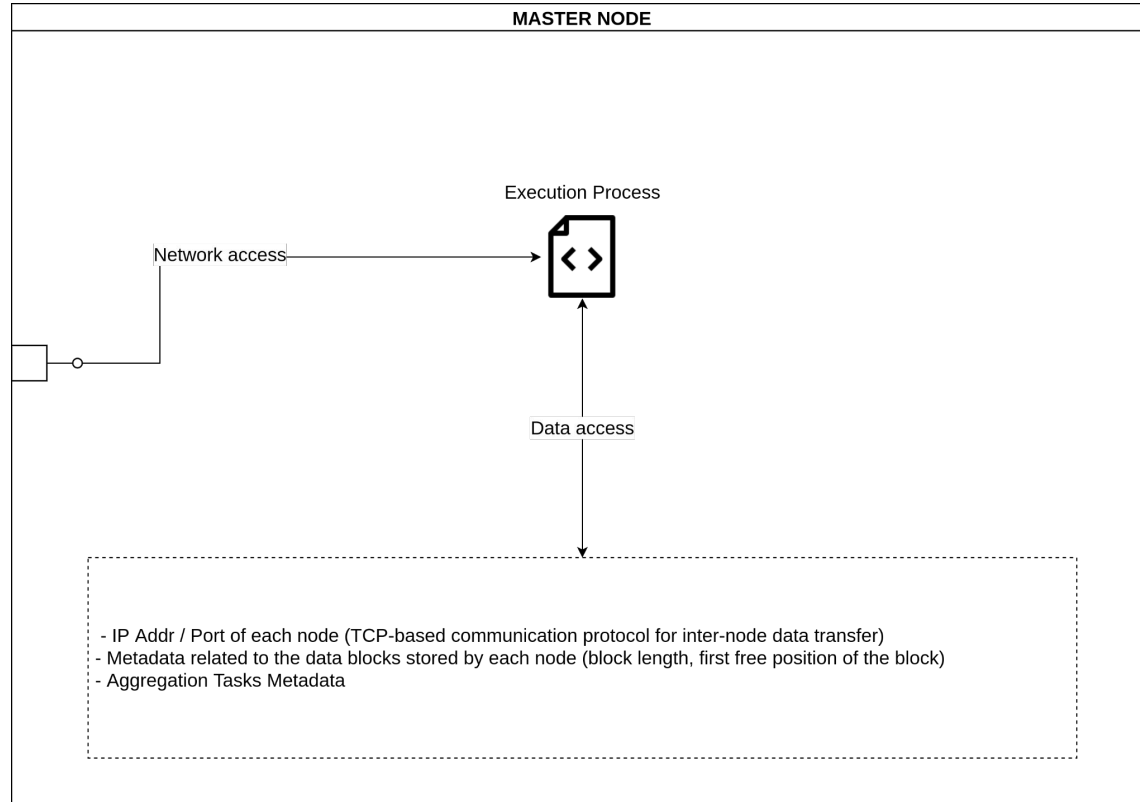 MASTER NODE
Execution Process
Network access
Data access
- IP Addr / Port of each node (TCP-based communication protocol for inter-node data transfer)
- Metadata related to the data blocks stored by each node (block length, first free position of the block)
- Aggregation Tasks Metadata